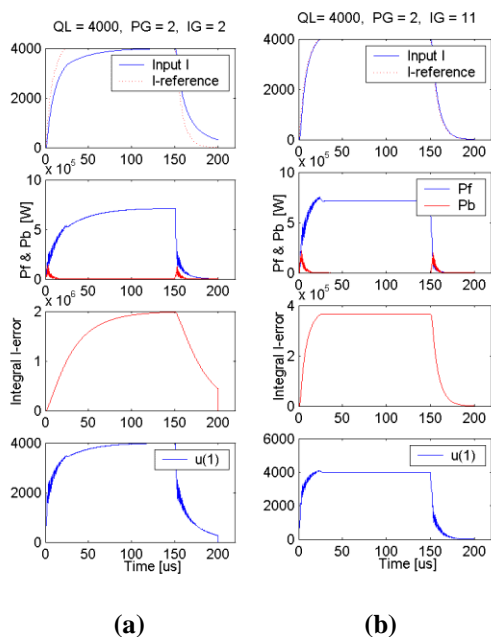 QL = 4000, PG = 2, IG = 2
4000
2000
0
Input I
I-reference
0 50 100 150 200
x 10^5
10
5
0
Pf & Pb [W]
0 50 100 150 200
x 10^6
2
1
0
Integral I-error
0 50 100 150 200
4000
2000
0
u(1)
0 50 100 150 200
Time [us]
(a)
QL = 4000, PG = 2, IG = 11
4000
2000
0
Input I
I-reference
0 50 100 150 200
x 10^5
10
5
0
Pf & Pb [W]
Pf
Pb
0 50 100 150 200
x 10^5
4
2
0
Integral I-error
0 50 100 150 200
6000
4000
2000
0
u(1)
0 50 100 150 200
Time [us]
(b)